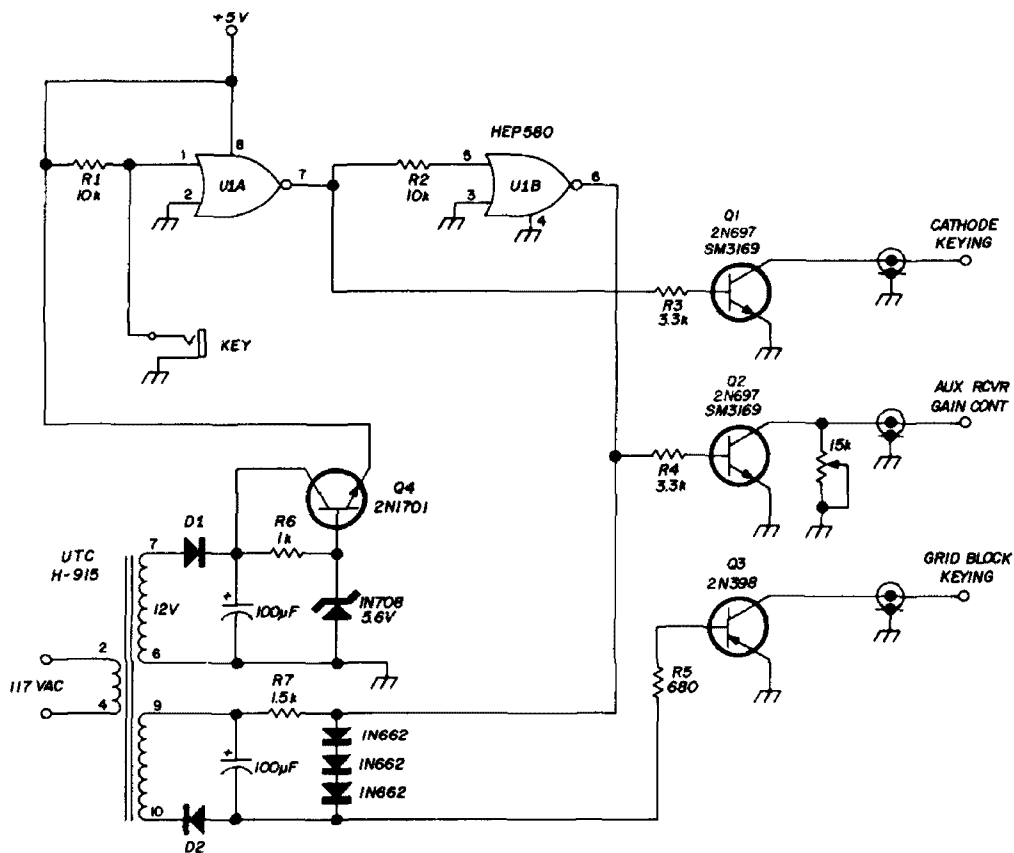 +5V
HEP580
1
8
R1
10k
2
U1A
7
R2
10k
5
3
U1B
4
6
Q1
2N697
SM3169
CATHODE
KEYING
R3
3.3k
KEY
Q2
2N697
SM3169
AUX RCVR
GAIN CONT
15k
R4
3.3k
Q4
2N1701
D1
R6
1k
UTC
H-915
7
12V
+
100µF
1N708
5.6V
6
Q3
2N398
GRID BLOCK
KEYING
2
117 VAC
4
R7
1.5k
R5
680
9
+
100µF
1N662
1N662
1N662
10
D2